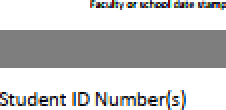 Faculty or school date stamp
Student ID Number(s)